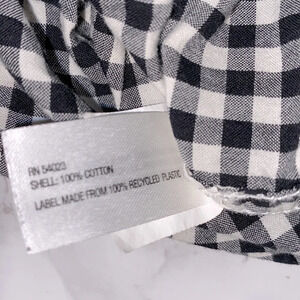 RN 54023
SHELL: 100% COTTON
LABEL MADE FROM 100% RECYCLED PLASTIC